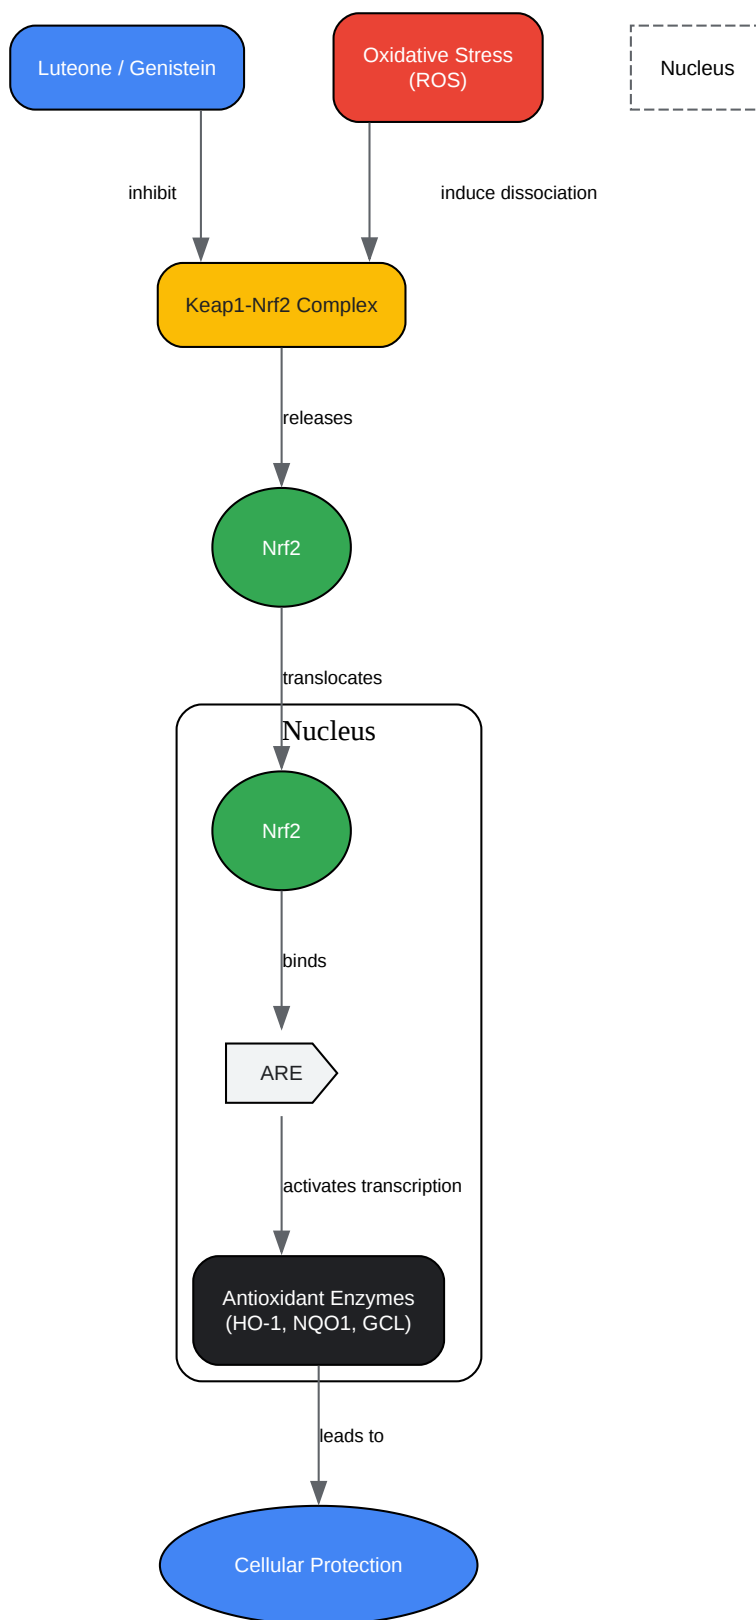 Luteone / Genistein
Oxidative Stress
(ROS)
Nucleus
inhibit
induce dissociation
Keap1-Nrf2 Complex
releases
Nrf2
translocates
Nucleus
Nrf2
binds
ARE
activates transcription
Antioxidant Enzymes
(HO-1, NQO1, GCL)
leads to
Cellular Protection